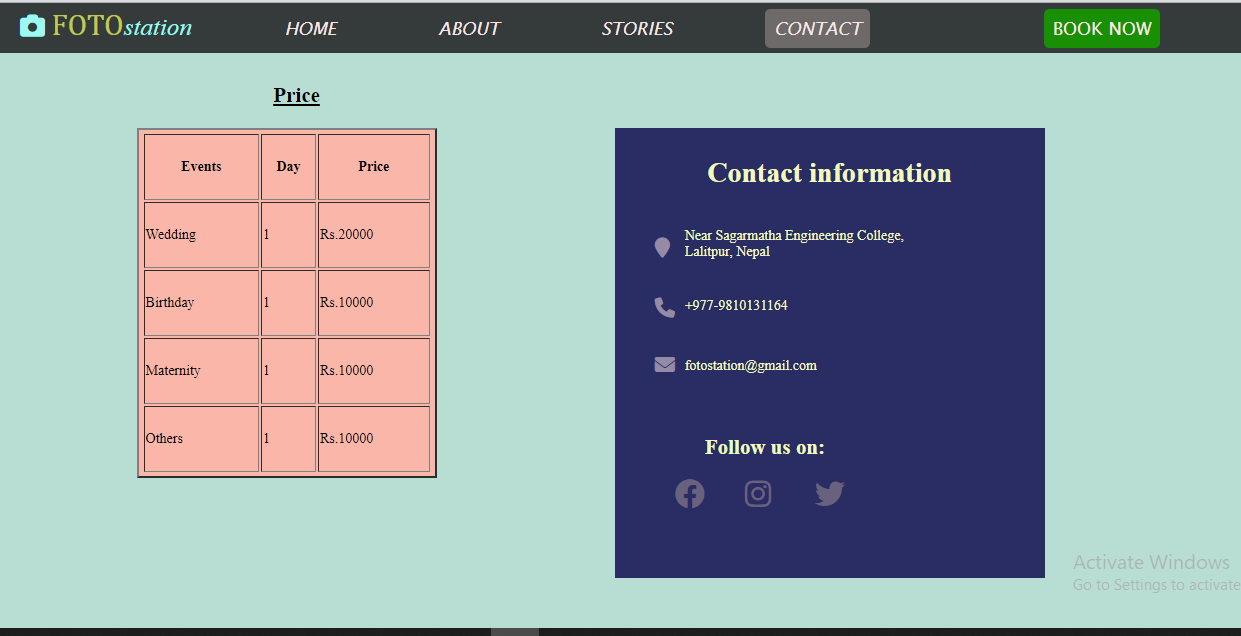 FOTOstation HOME ABOUT STORIES CONTACT BOOK NOW
Price
Events Day Price
Wedding 1 Rs.20000
Birthday 1 Rs.10000
Maternity 1 Rs.10000
Others 1 Rs.10000
Contact information
Near Sagarmatha Engineering College,
Lalitpur, Nepal
+977-9810131164
fotostation@gmail.com
Follow us on:
Activate Windows
Go to Settings to activate